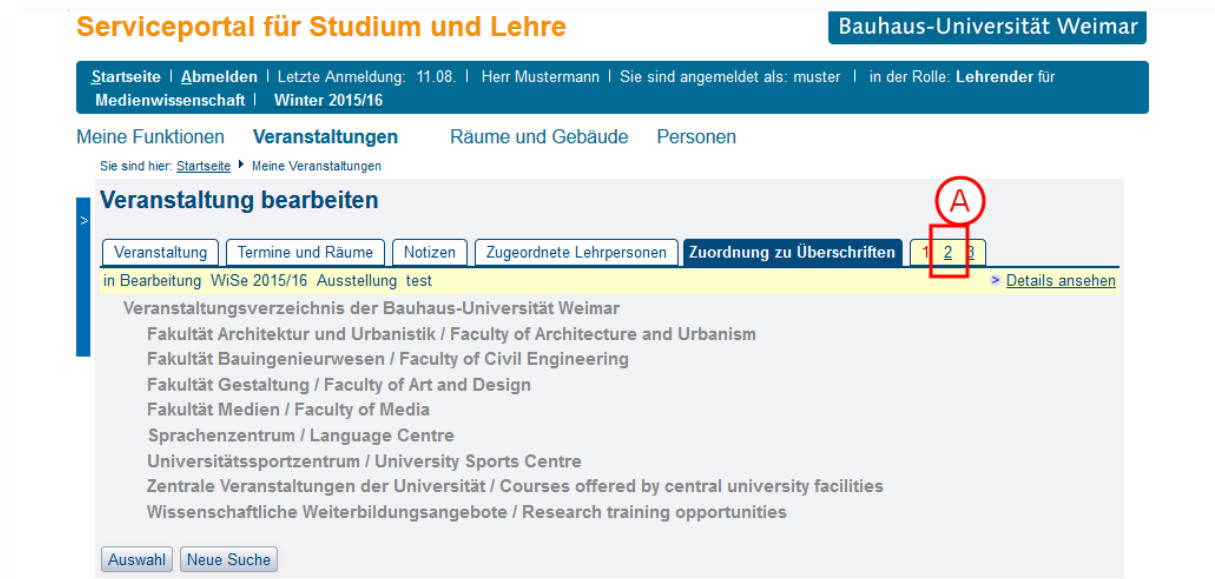 Serviceportal für Studium und Lehre
Bauhaus-Universität Weimar
Startseite | Abmelden | Letzte Anmeldung: 11.08. | Herr Mustermann | Sie sind angemeldet als: muster | in der Rolle: Lehrender für
Medienwissenschaft | Winter 2015/16
Meine Funktionen Veranstaltungen Räume und Gebäude Personen
Sie sind hier: Startseite Meine Veranstaltungen
Veranstaltung bearbeiten
A
>
Veranstaltung Termine und Räume Notizen Zugeordnete Lehrpersonen Zuordnung zu Überschriften 1 2 3
in Bearbeitung WiSe 2015/16 Ausstellung test > Details ansehen
Veranstaltungsverzeichnis der Bauhaus-Universität Weimar
Fakultät Architektur und Urbanistik / Faculty of Architecture and Urbanism
Fakultät Bauingenieurwesen / Faculty of Civil Engineering
Fakultät Gestaltung / Faculty of Art and Design
Fakultät Medien / Faculty of Media
Sprachenzentrum / Language Centre
Universitätssportzentrum / University Sports Centre
Zentrale Veranstaltungen der Universität / Courses offered by central university facilities
Wissenschaftliche Weiterbildungsangebote / Research training opportunities
Auswahl Neue Suche